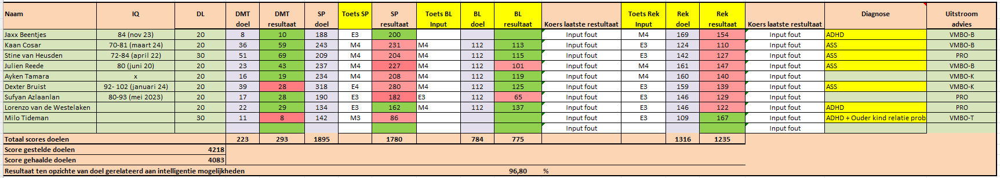 Naam IQ DL DMT doel DMT resultaat SP doel Toets SP SP resultaat Toets BL Input BL doel BL resultaat Koers laatste restultaat Toets Rek Input Rek doel Rek resultaat Koers laatste restultaat Diagnose Uitstroom advies
Jaxx Beentjes 84 (nov 23) 20 8 10 188 E3 200 Input fout M4 169 154 Input fout ADHD VMBO-B
Kaan Cosar 70-81 (maart 24) 20 36 59 243 M4 231 M4 112 113 Input fout E3 124 110 Input fout ASS VMBO-B
Stine van Heusden 72-84 (april 22) 30 51 69 209 M4 204 M4 112 115 Input fout E3 142 127 Input fout ASS PRO
Julien Reede 80 (juni 20) 20 23 43 237 M4 227 M4 112 101 Input fout M4 161 147 Input fout ASS VMBO-B
Ayken Tamara x 20 16 19 234 M4 208 M4 112 119 Input fout M4 160 140 Input fout VMBO-K
Dexter Bruist 92- 102 (januari 24) 20 39 28 318 E4 280 M4 112 125 Input fout E3 159 139 Input fout ASS VMBO-K
Sufyan Azlaanlan 80-93 (mei 2023) 20 17 28 190 E3 182 E3 112 65 Input fout E3 146 129 Input fout PRO
Lorenzo van de Westelaken 20 22 29 134 E3 162 M4 112 137 Input fout E3 146 122 Input fout ADHD PRO
Milo Tideman 30 11 8 142 M3 86 Input fout E3 109 167 Input fout ADHD + Ouder kind relatie prob VMBO-T
Input fout Input fout
Totaal scores doelen 223 293 1895 1780 784 775 1316 1235
Score gestelde doelen 4218
Score gehaalde doelen 4083
Resultaat ten opzichte van doel gerelateerd aan intelligentie mogelijkheden 96,80 %